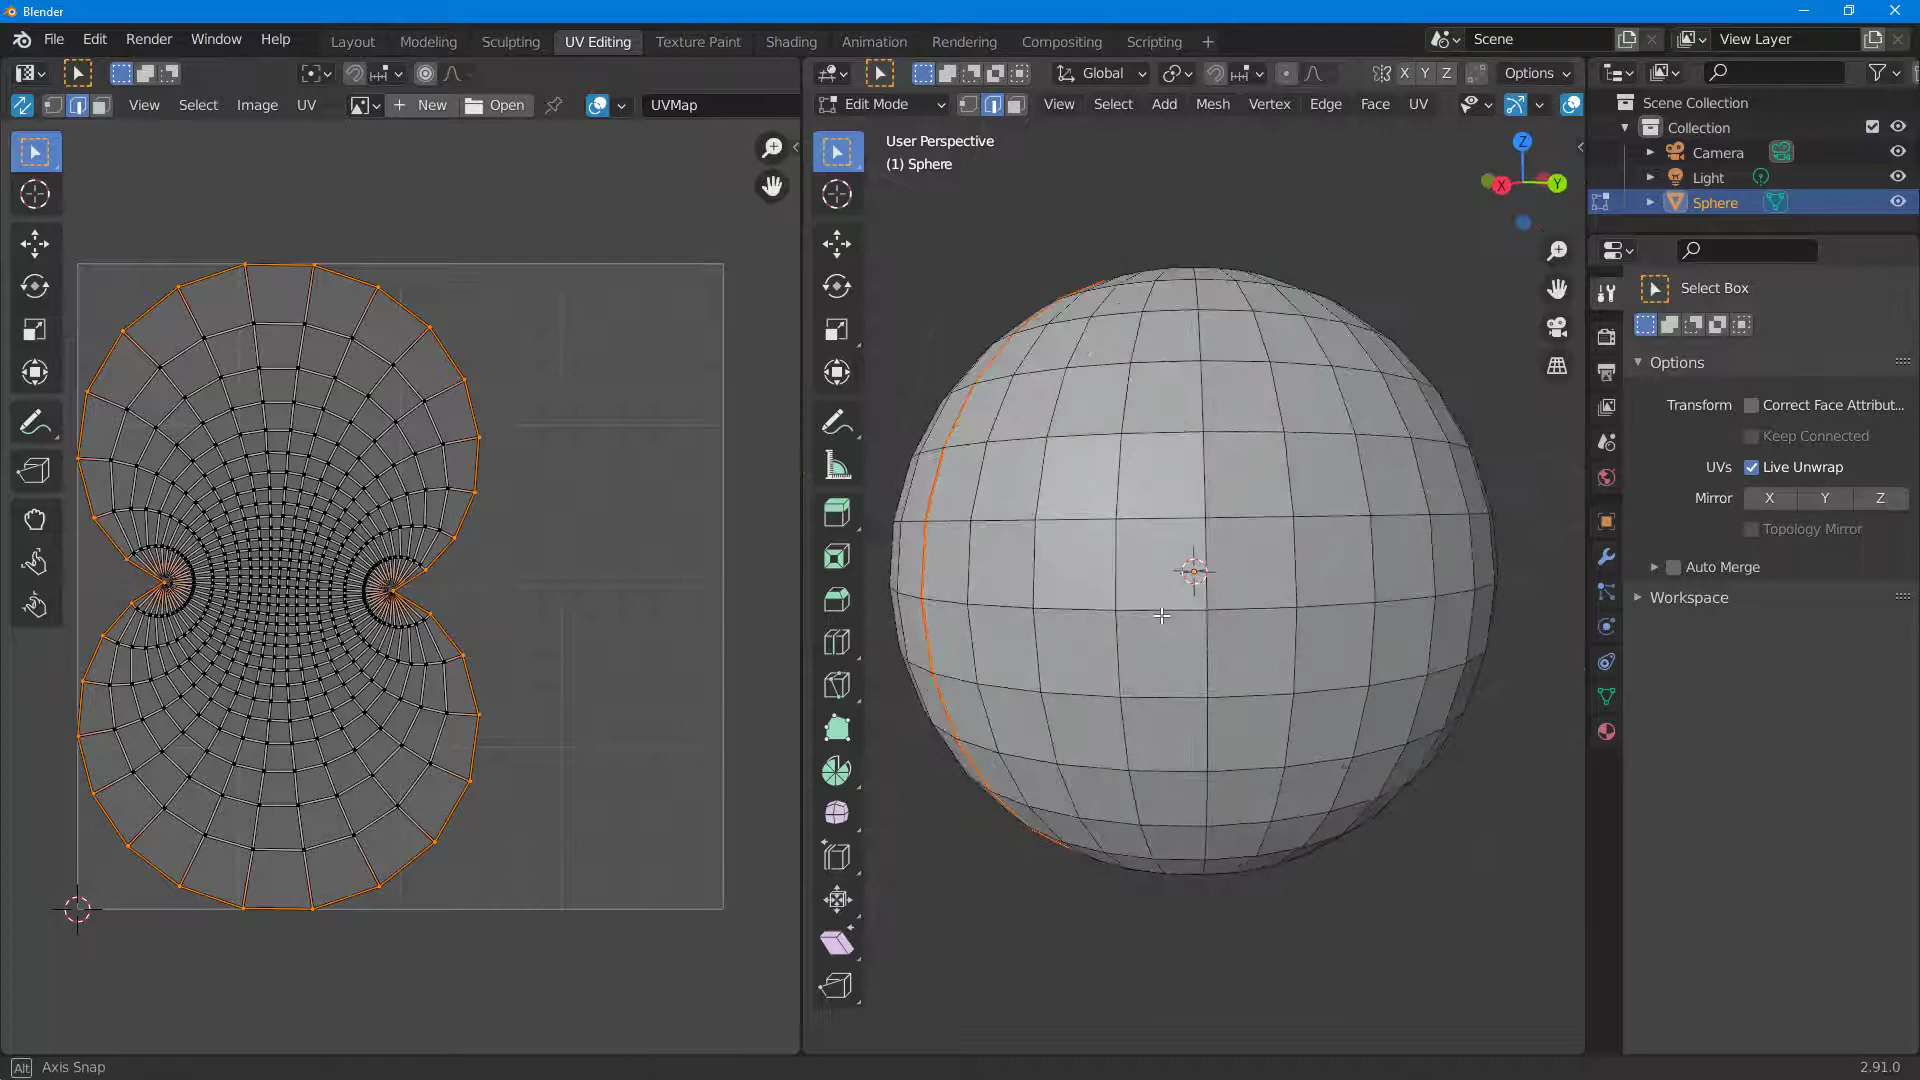 Blender
File Edit Render Window Help Layout Modeling Sculpting UV Editing Texture Paint Shading Animation Rendering Compositing Scripting + Scene View Layer
Global X Y Z Options
View Select Image UV + New Open UVMap Edit Mode View Select Add Mesh Vertex Edge Face UV
Scene Collection
Collection
User Perspective
(1) Sphere
Camera
Light
Sphere
Z
X
Y
Select Box
Options
Transform Correct Face Attribut...
Keep Connected
UVs Live Unwrap
Mirror X Y Z
Topology Mirror
Auto Merge
Workspace
Alt Axis Snap
2.91.0